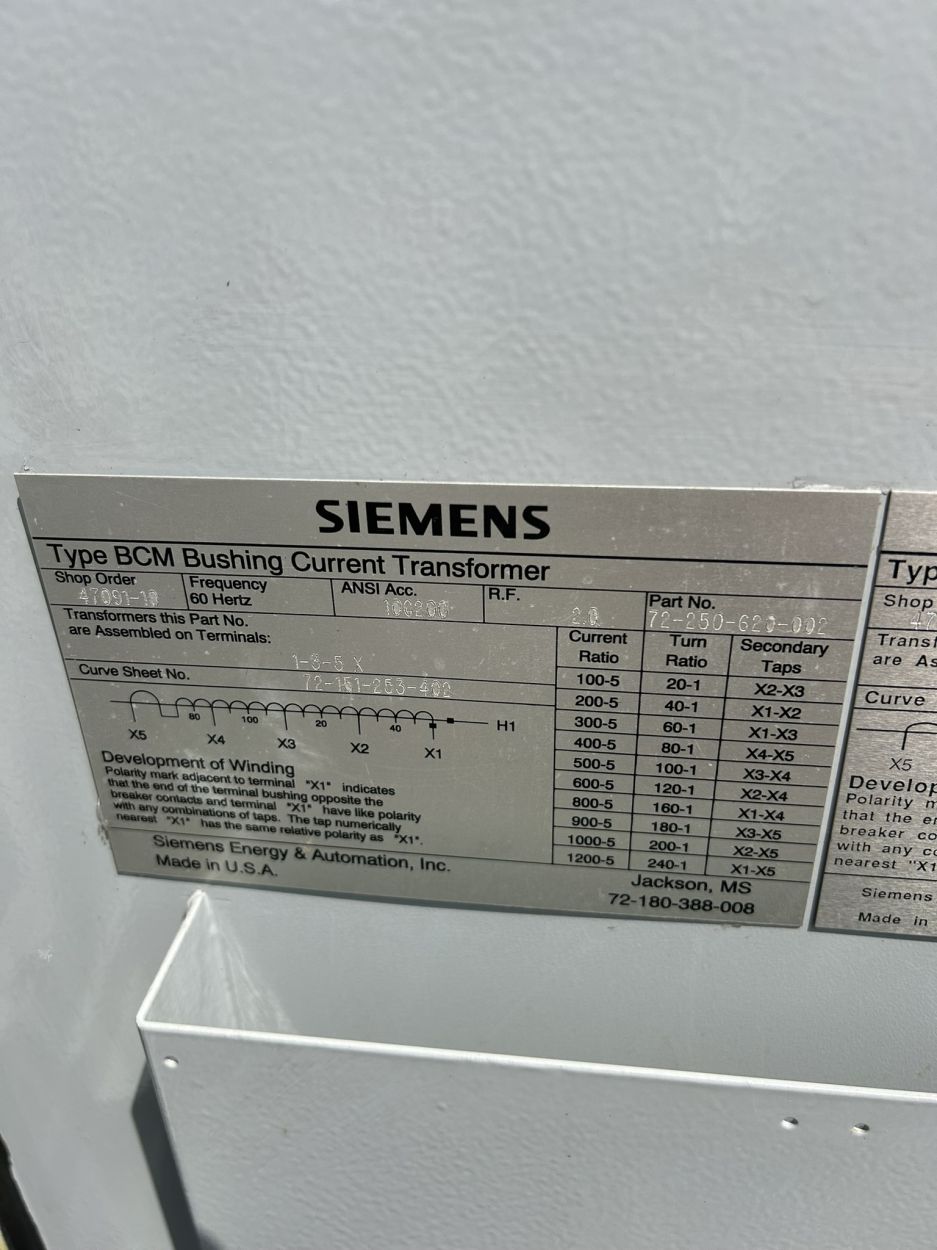 SIEMENS
Type BCM Bushing Current Transformer
Shop Order
47091-10
Frequency
60 Hertz
ANSI Acc.
10C200
R.F.
2.0
Part No.
72-250-620-002
Transformers this Part No.
are Assembled on Terminals:
1-3-5 X
Curve Sheet No.
72-151-253-402
80 100 20 40 H1
X5 X4 X3 X2 X1
Development of Winding
Polarity mark adjacent to terminal "X1" indicates
that the end of the terminal bushing opposite the
breaker contacts and terminal "X1" have like polarity
with any combinations of taps. The tap numerically
nearest "X1" has the same relative polarity as "X1".
Current Ratio Turn Ratio Secondary Taps
100-5 20-1 X2-X3
200-5 40-1 X1-X2
300-5 60-1 X1-X3
400-5 80-1 X4-X5
500-5 100-1 X3-X4
600-5 120-1 X2-X4
800-5 160-1 X1-X4
900-5 180-1 X3-X5
1000-5 200-1 X2-X5
1200-5 240-1 X1-X5
Siemens Energy & Automation, Inc.
Made in U.S.A.
Jackson, MS
72-180-388-008
Typ
Shop
47
Transf
are As
Curve
X5
Develop
Polarity m
that the en
breaker co
with any co
nearest "X1
Siemens
Made in